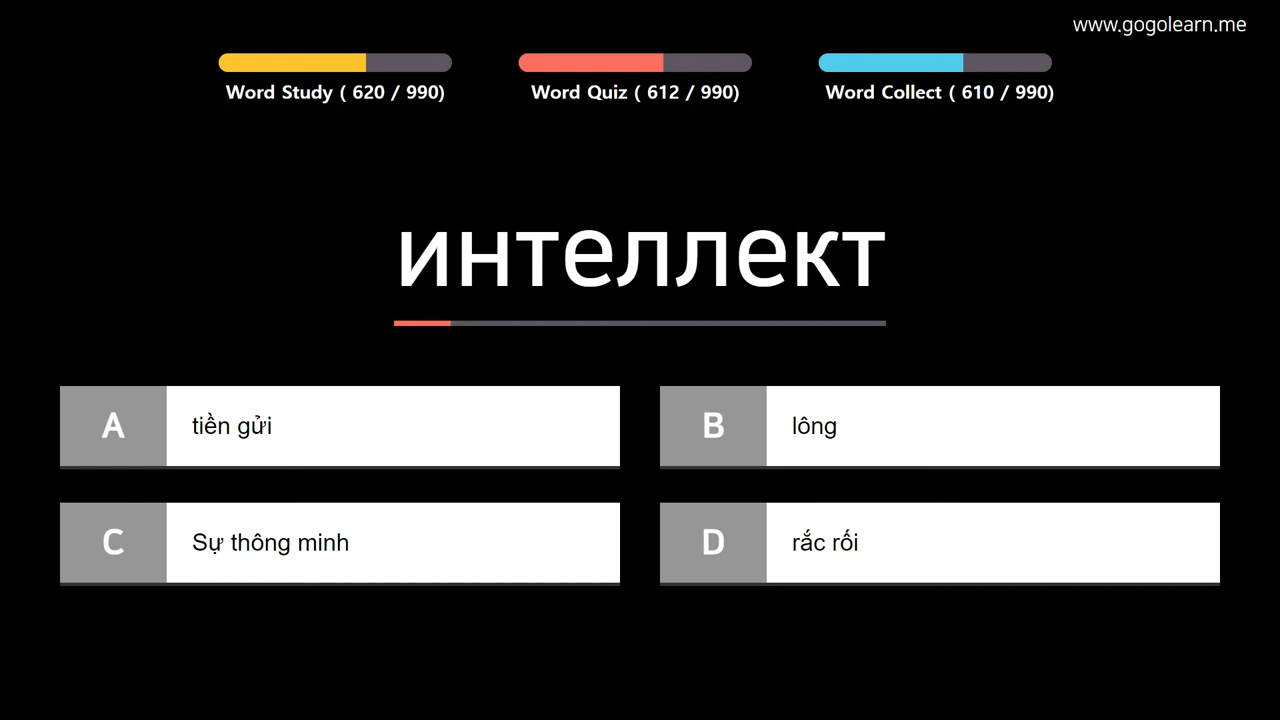 www.gogolearn.me
Word Study ( 620 / 990)
Word Quiz ( 612 / 990)
Word Collect ( 610 / 990)
интеллект
A tiền gửi
B lông
C Sự thông minh
D rắc rối